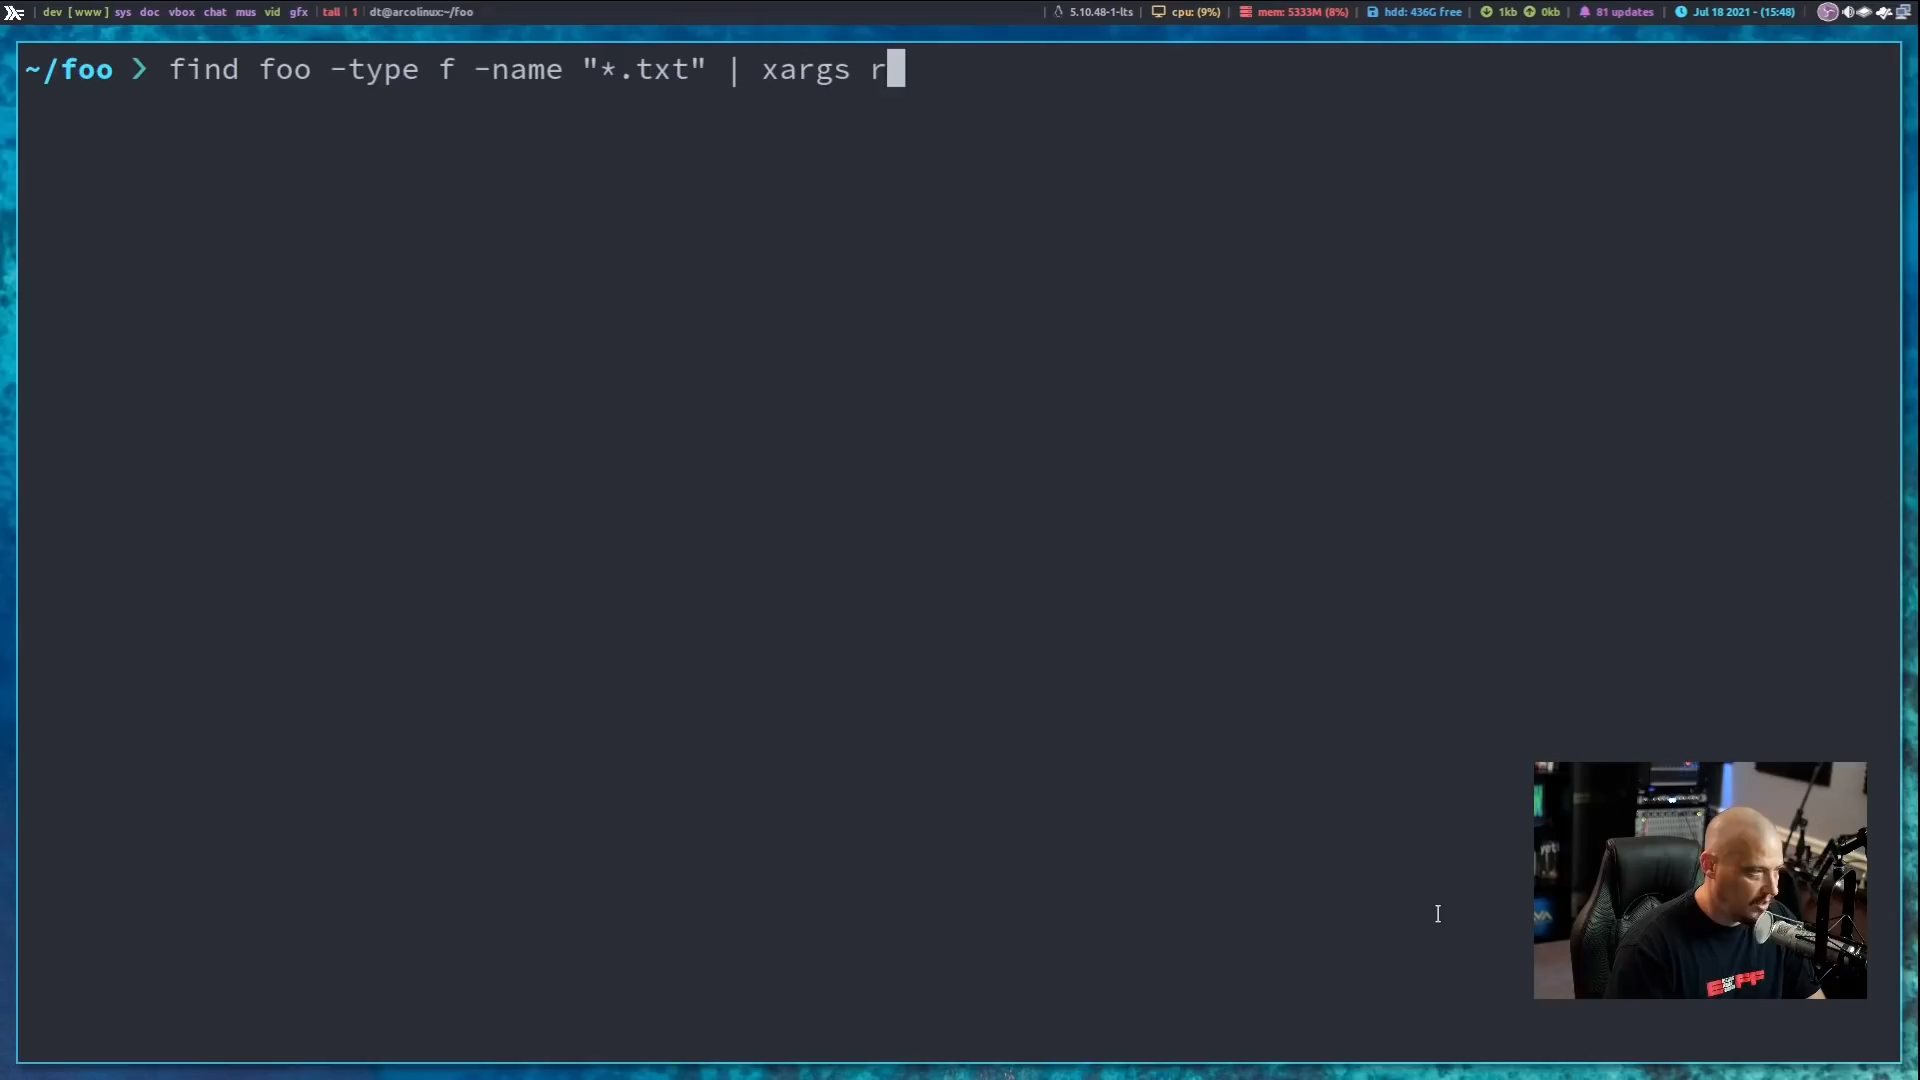 | dev [ www ] sys doc vbox chat mus vid gfx | tall | 1 | dt@arcolinux:~/foo
| 5.10.48-1-lts | cpu: (9%) | mem: 5333M (8%) | hdd: 436G free | 1kb 0kb | 81 updates | Jul 18 2021 - (15:48) |
~/foo ❯ find foo -type f -name "*.txt" | xargs r
EFF